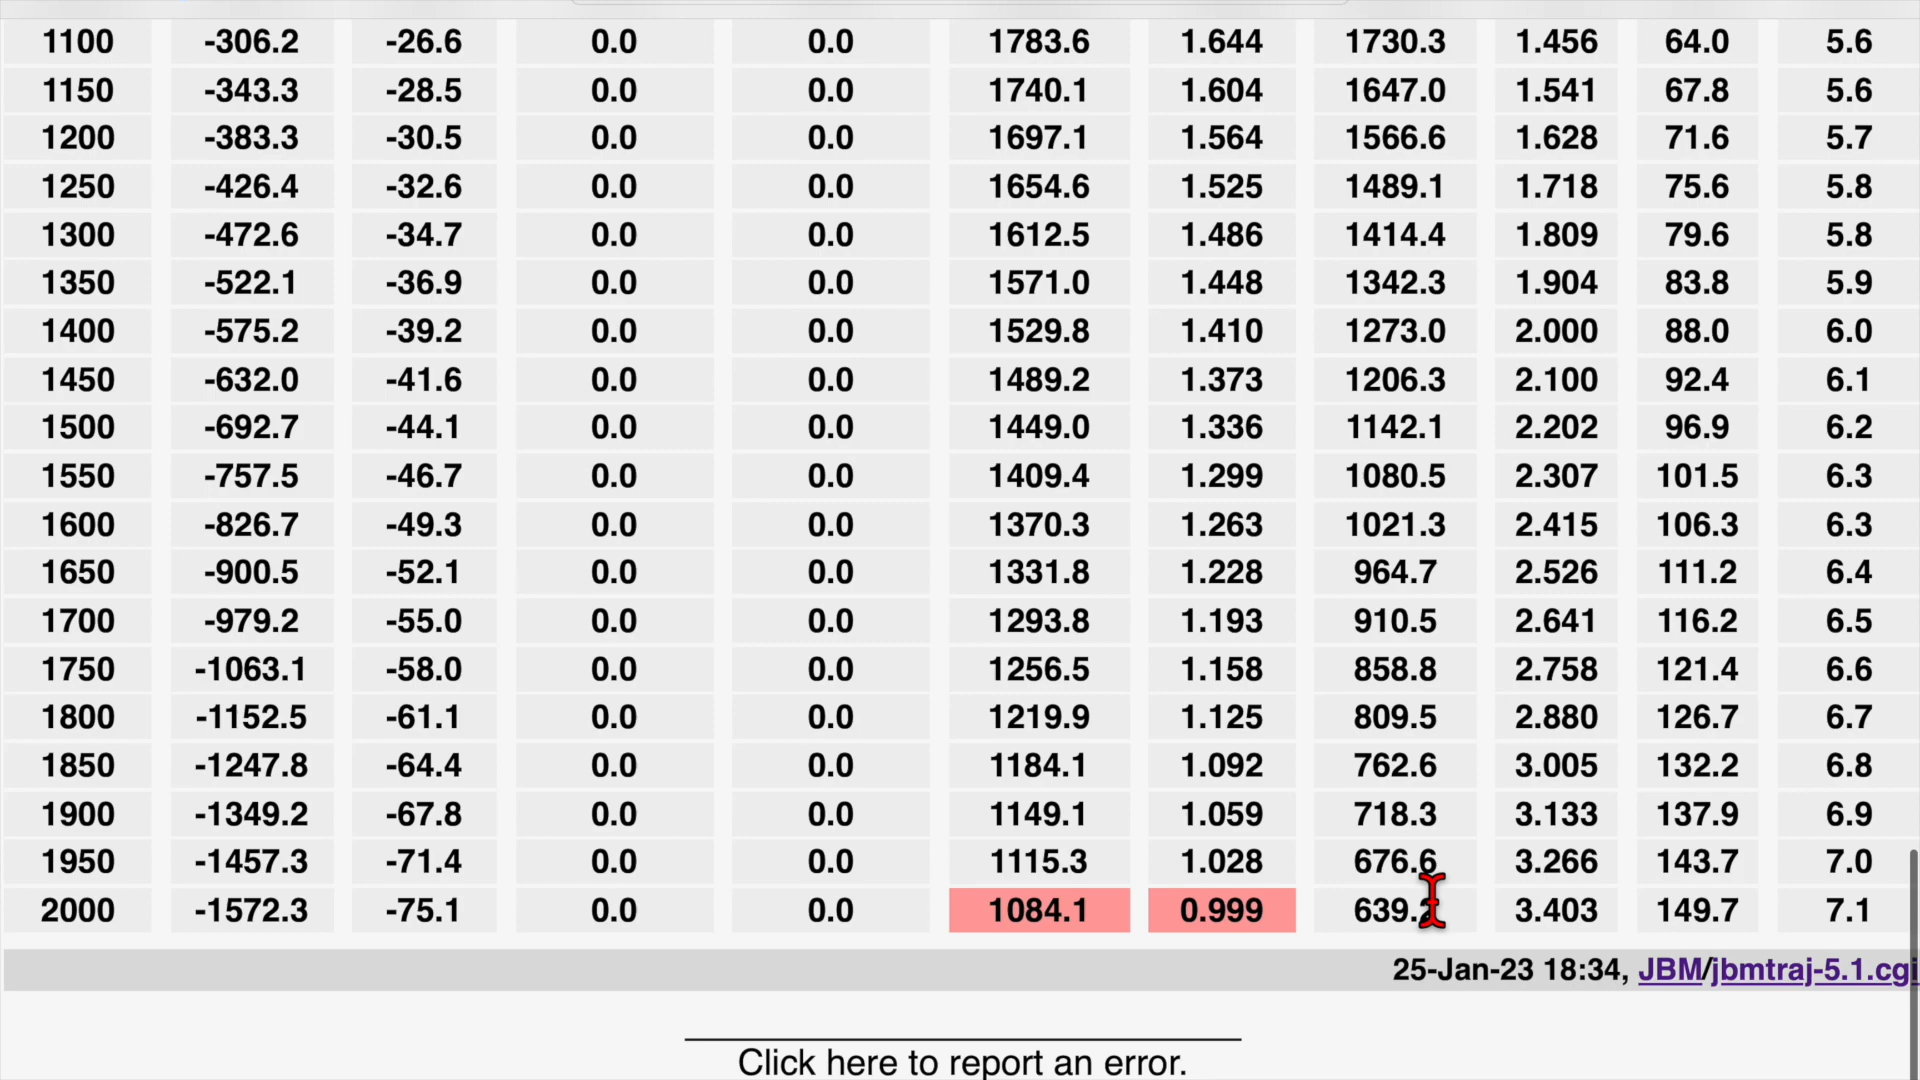 1100 -306.2 -26.6 0.0 0.0 1783.6 1.644 1730.3 1.456 64.0 5.6
1150 -343.3 -28.5 0.0 0.0 1740.1 1.604 1647.0 1.541 67.8 5.6
1200 -383.3 -30.5 0.0 0.0 1697.1 1.564 1566.6 1.628 71.6 5.7
1250 -426.4 -32.6 0.0 0.0 1654.6 1.525 1489.1 1.718 75.6 5.8
1300 -472.6 -34.7 0.0 0.0 1612.5 1.486 1414.4 1.809 79.6 5.8
1350 -522.1 -36.9 0.0 0.0 1571.0 1.448 1342.3 1.904 83.8 5.9
1400 -575.2 -39.2 0.0 0.0 1529.8 1.410 1273.0 2.000 88.0 6.0
1450 -632.0 -41.6 0.0 0.0 1489.2 1.373 1206.3 2.100 92.4 6.1
1500 -692.7 -44.1 0.0 0.0 1449.0 1.336 1142.1 2.202 96.9 6.2
1550 -757.5 -46.7 0.0 0.0 1409.4 1.299 1080.5 2.307 101.5 6.3
1600 -826.7 -49.3 0.0 0.0 1370.3 1.263 1021.3 2.415 106.3 6.3
1650 -900.5 -52.1 0.0 0.0 1331.8 1.228 964.7 2.526 111.2 6.4
1700 -979.2 -55.0 0.0 0.0 1293.8 1.193 910.5 2.641 116.2 6.5
1750 -1063.1 -58.0 0.0 0.0 1256.5 1.158 858.8 2.758 121.4 6.6
1800 -1152.5 -61.1 0.0 0.0 1219.9 1.125 809.5 2.880 126.7 6.7
1850 -1247.8 -64.4 0.0 0.0 1184.1 1.092 762.6 3.005 132.2 6.8
1900 -1349.2 -67.8 0.0 0.0 1149.1 1.059 718.3 3.133 137.9 6.9
1950 -1457.3 -71.4 0.0 0.0 1115.3 1.028 676.6 3.266 143.7 7.0
2000 -1572.3 -75.1 0.0 0.0 1084.1 0.999 3.403 149.7 7.1
25-Jan-23 18:34, JBM/jbmtraj-5.1.cgi
Click here to report an error.